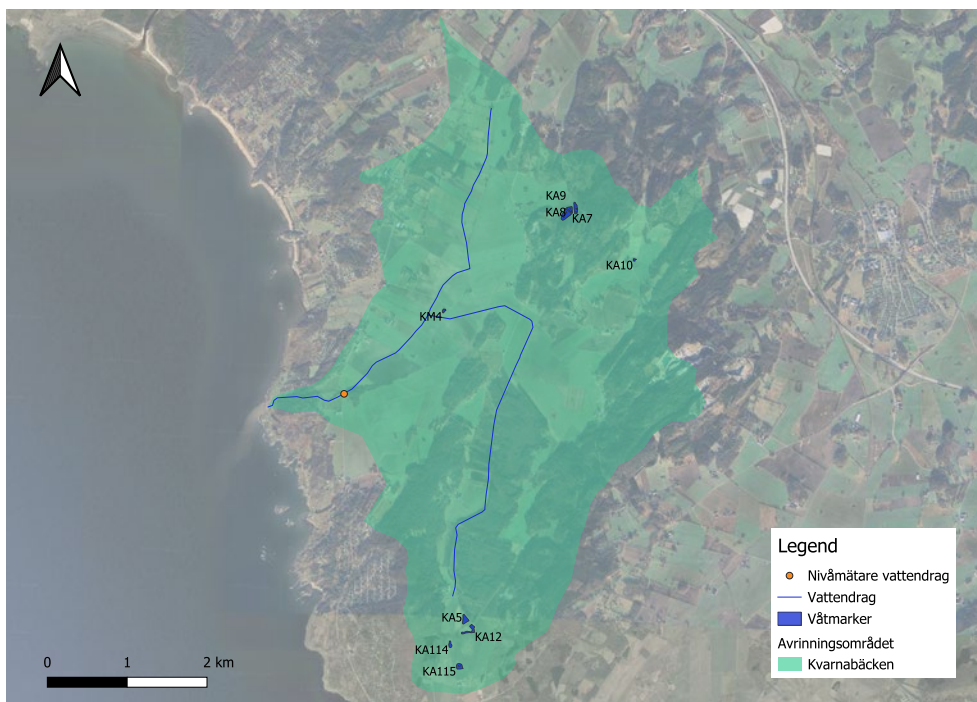 KA9
KA8
KA7
KA10
KM4
KA5
KA12
KA114
KA115
0 1 2 km
Legend
Nivåmätare vattendrag
Vattendrag
Våtmarker
Avrinningsområdet
Kvarnabäcken